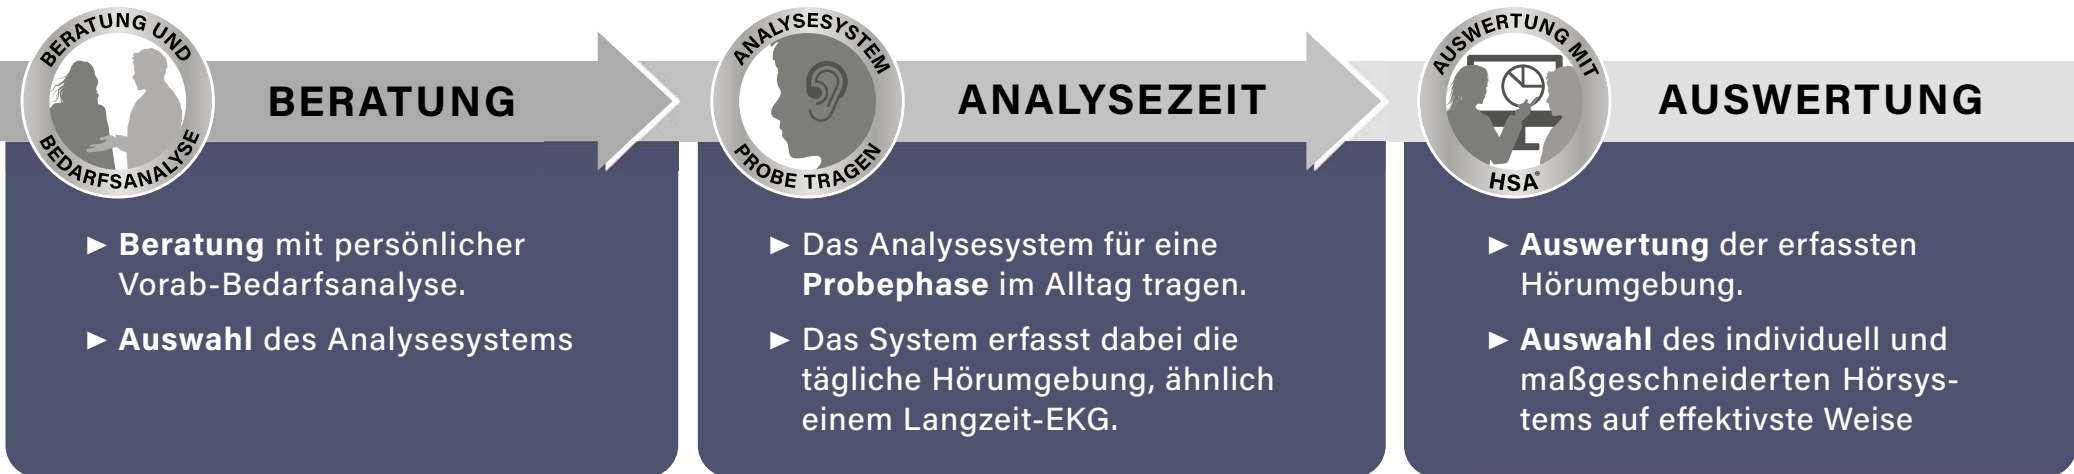 BERATUNG UND
BEDARFSANALYSE
BERATUNG
► Beratung mit persönlicher
Vorab-Bedarfsanalyse.
► Auswahl des Analysesystems
ANALYSESYSTEM
PROBE TRAGEN
ANALYSEZEIT
► Das Analysesystem für eine
Probephase im Alltag tragen.
► Das System erfasst dabei die
tägliche Hörumgebung, ähnlich
einem Langzeit-EKG.
AUSWERTUNG MIT
HSA®
AUSWERTUNG
► Auswertung der erfassten
Hörumgebung.
► Auswahl des individuell und
maßgeschneiderten Hörsys-
tems auf effektivste Weise